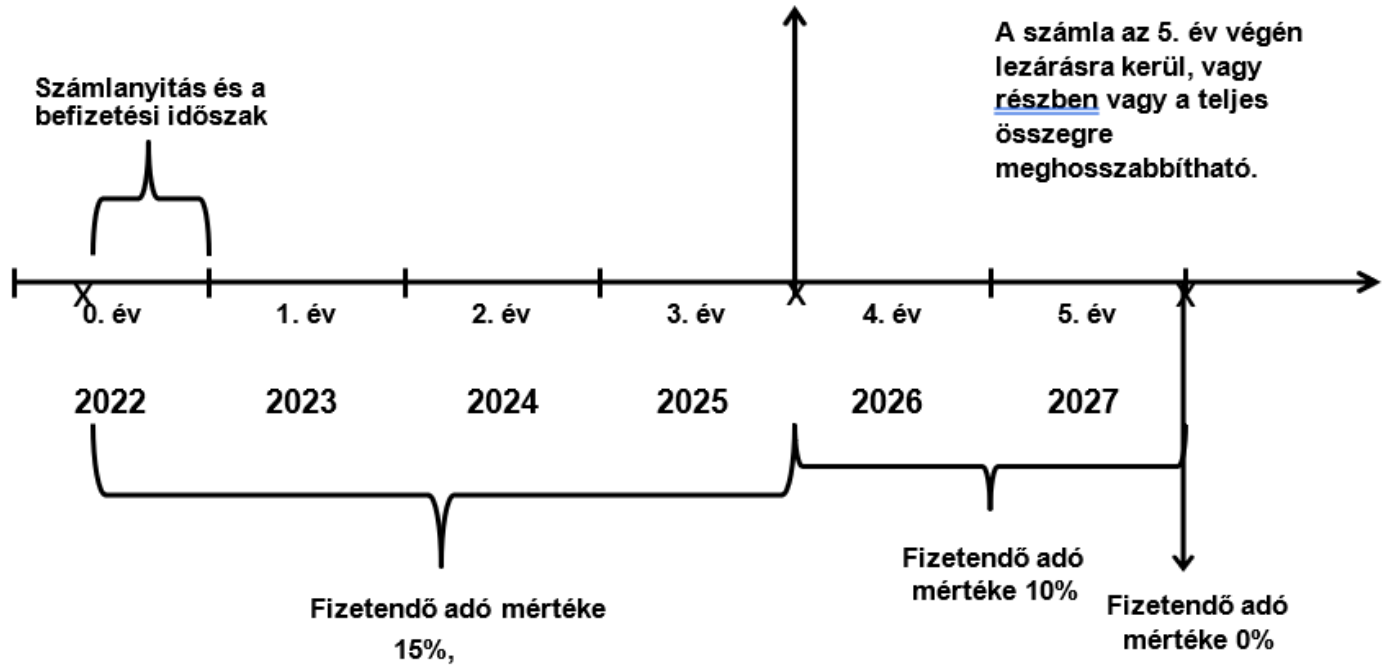 A számla az 5. év végén
lezárásra kerül, vagy
részben vagy a teljes
összegre
meghosszabbítható.
Számlanyitás és a
befizetési időszak
X X X
0. év 1. év 2. év 3. év 4. év 5. év
2022 2023 2024 2025 2026 2027
Fizetendő adó
mértéke 10%
Fizetendő adó mértéke
15%,
Fizetendő adó
mértéke 0%